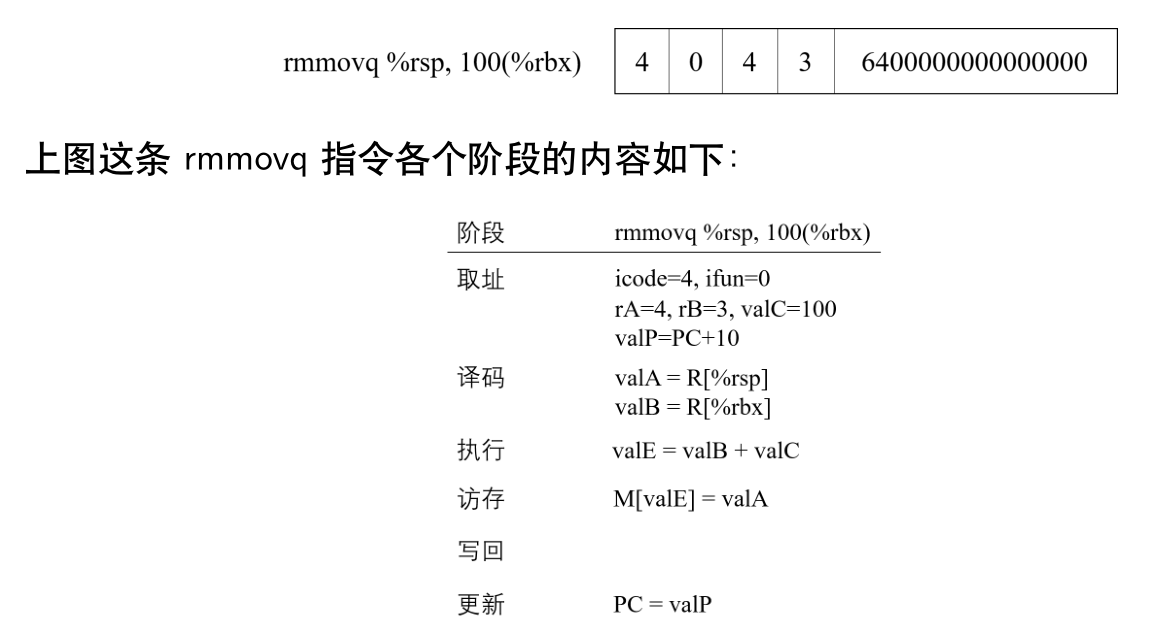 rmmovq %rsp, 100(%rbx) 4 0 4 3 6400000000000000
上图这条 rmmovq 指令各个阶段的内容如下：
阶段 rmmovq %rsp, 100(%rbx)
取址 icode=4, ifun=0
rA=4, rB=3, valC=100
valP=PC+10
译码 valA = R[%rsp]
valB = R[%rbx]
执行 valE = valB + valC
访存 M[valE] = valA
写回
更新 PC = valP